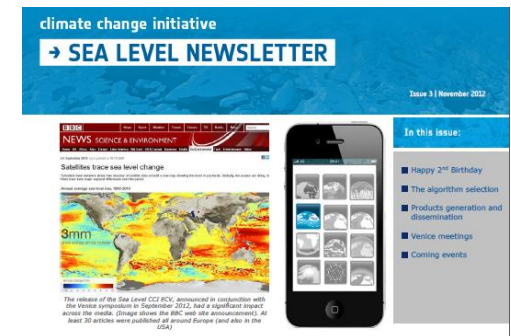 climate change initiative
→ SEA LEVEL NEWSLETTER
Issue 3 | November 2012
BBC
NEWS SCIENCE & ENVIRONMENT
Satellites trace sea level change
3mm
In this issue:
Happy 2nd Birthday
The algorithm selection
Products generation and
dissemination
Venice meetings
Coming events
The release of the Sea Level CCI ECV, announced in conjunction with
the Venice symposium in September 2012, had a significant impact
across the media. (Image shows the BBC web site announcement). At
least 30 articles were published all around Europe (and also in the
USA)